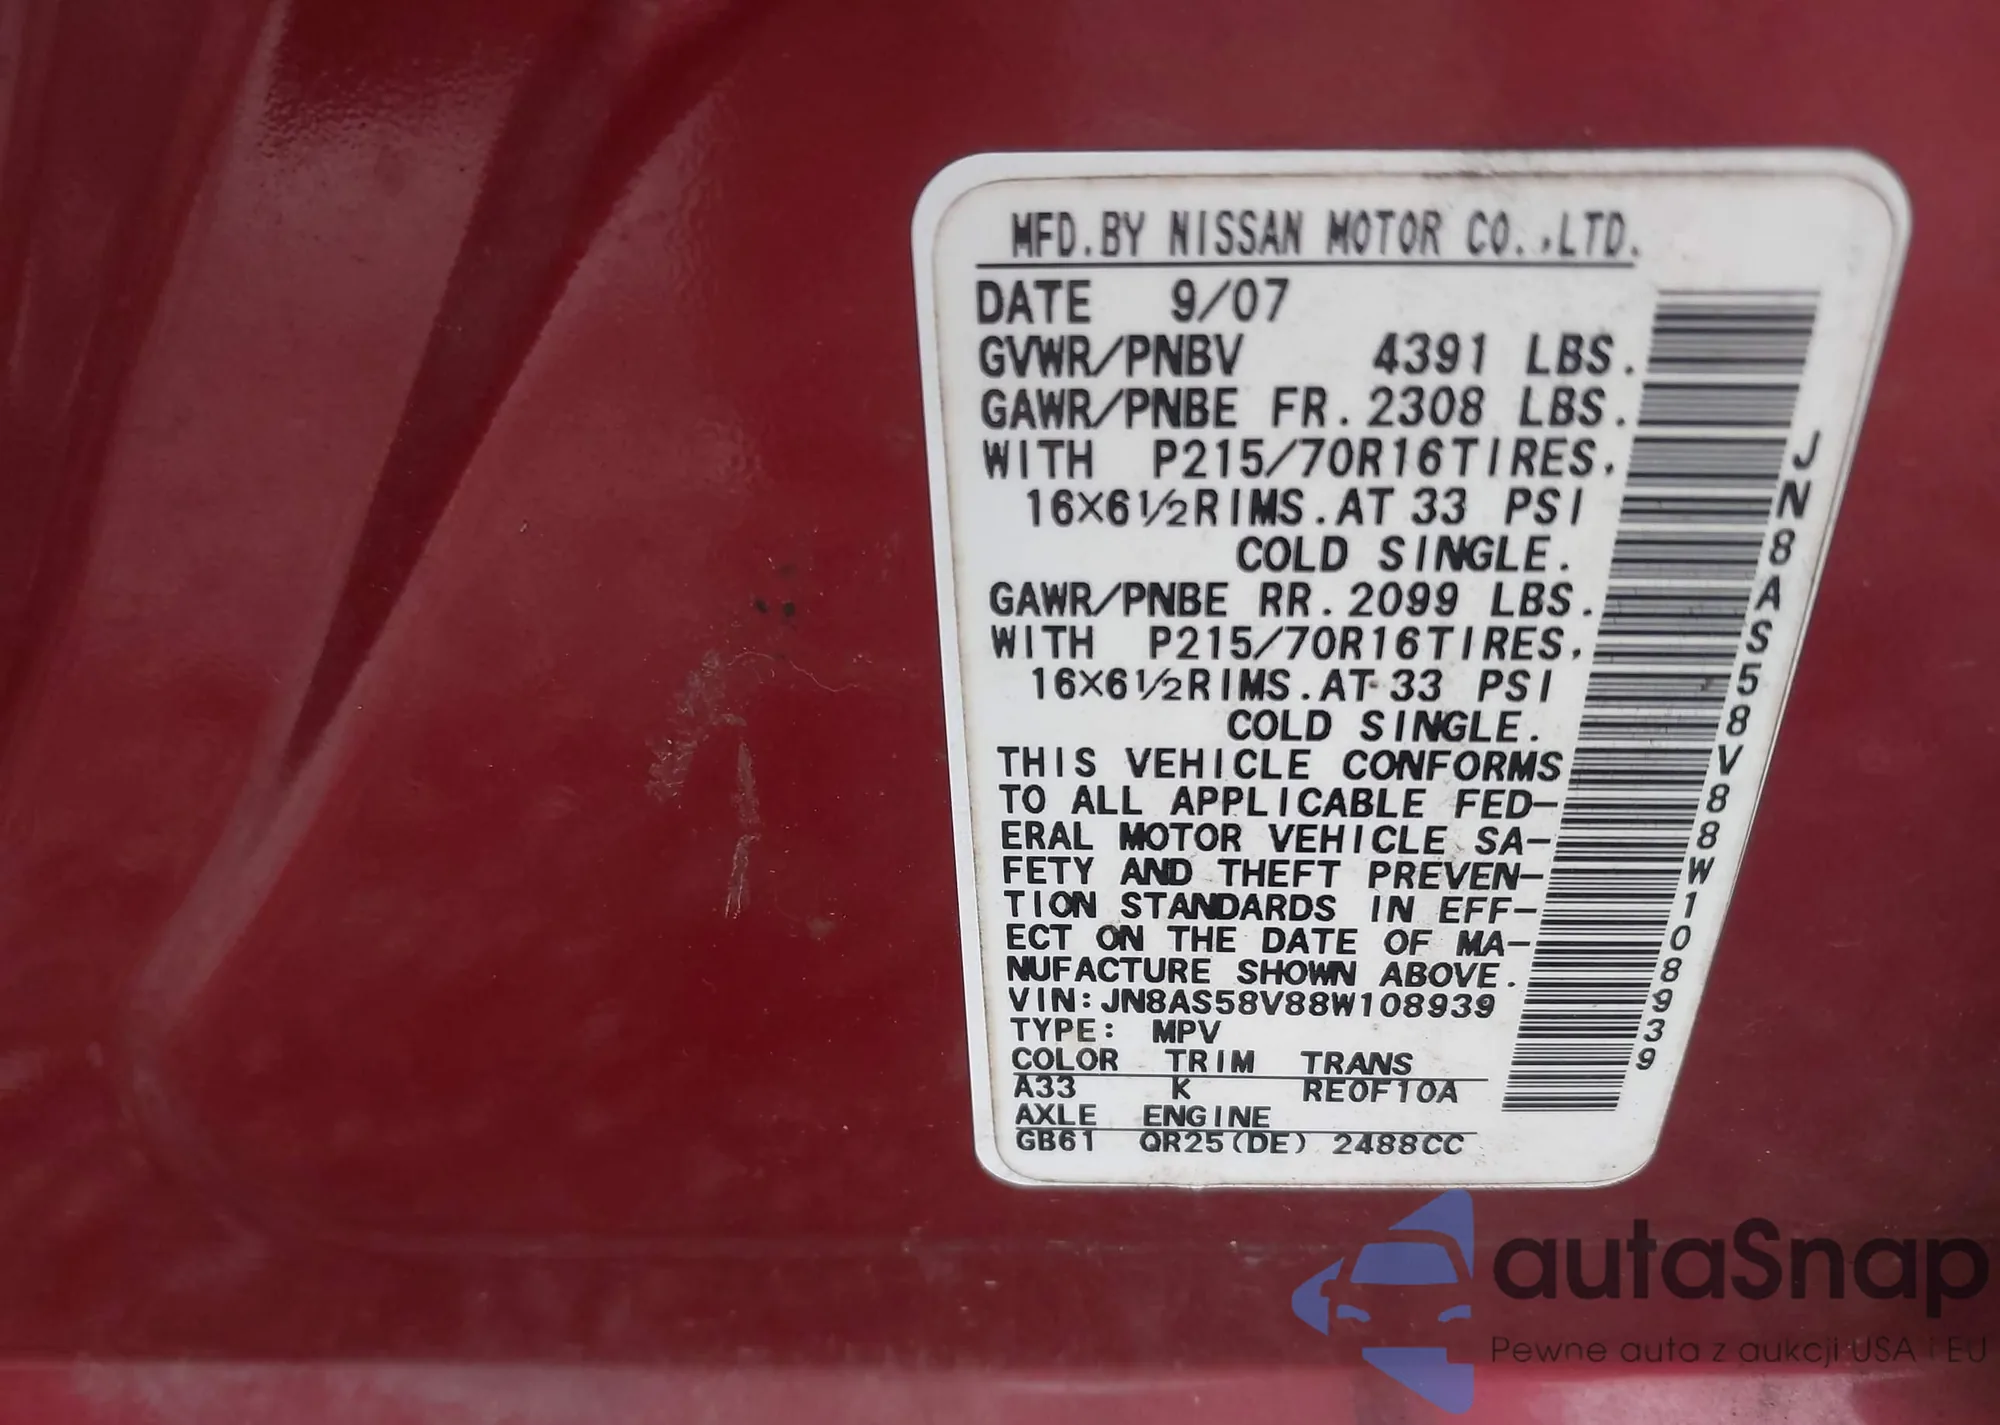 MFD.BY NISSAN MOTOR CO.,LTD.
DATE 9/07
GVWR/PNBV 4391 LBS.
GAWR/PNBE FR.2308 LBS.
WITH P215/70R16TIRES,
16×6½RIMS.AT 33 PSI
COLD SINGLE.
GAWR/PNBE RR.2099 LBS.
WITH P215/70R16TIRES,
16×6½RIMS.AT 33 PSI
COLD SINGLE.
THIS VEHICLE CONFORMS
TO ALL APPLICABLE FED-
ERAL MOTOR VEHICLE SA-
FETY AND THEFT PREVEN-
TION STANDARDS IN EFF-
ECT ON THE DATE OF MA-
NUFACTURE SHOWN ABOVE.
VIN:JN8AS58V88W108939
TYPE: MPV
COLOR TRIM TRANS
A33 K RE0F10A
AXLE ENGINE
GB61 QR25(DE) 2488CC
JN8AS58V88W108939
autaSnap
Pewne auta z aukcji USA i EU